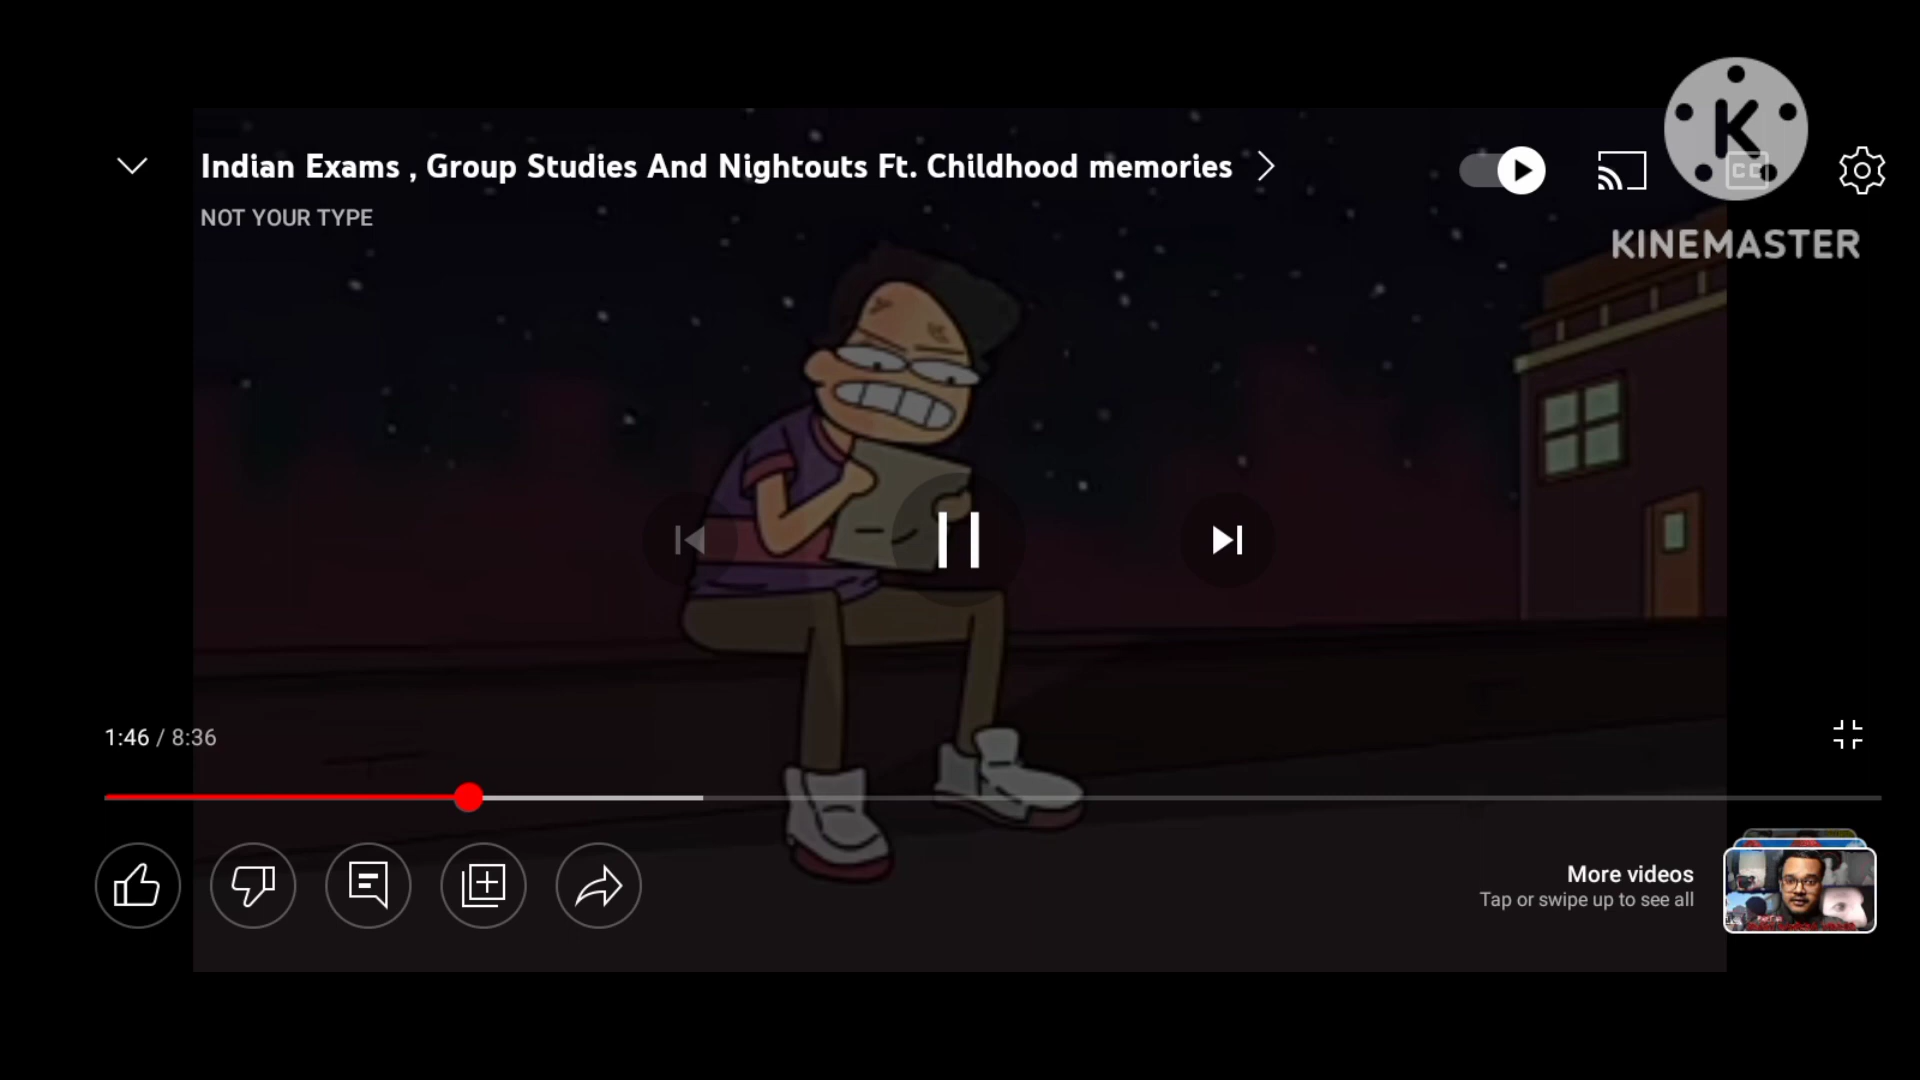 Indian Exams , Group Studies And Nightouts Ft. Childhood memories
NOT YOUR TYPE
K
CC
KINEMASTER
1:46 / 8:36
More videos
Tap or swipe up to see all